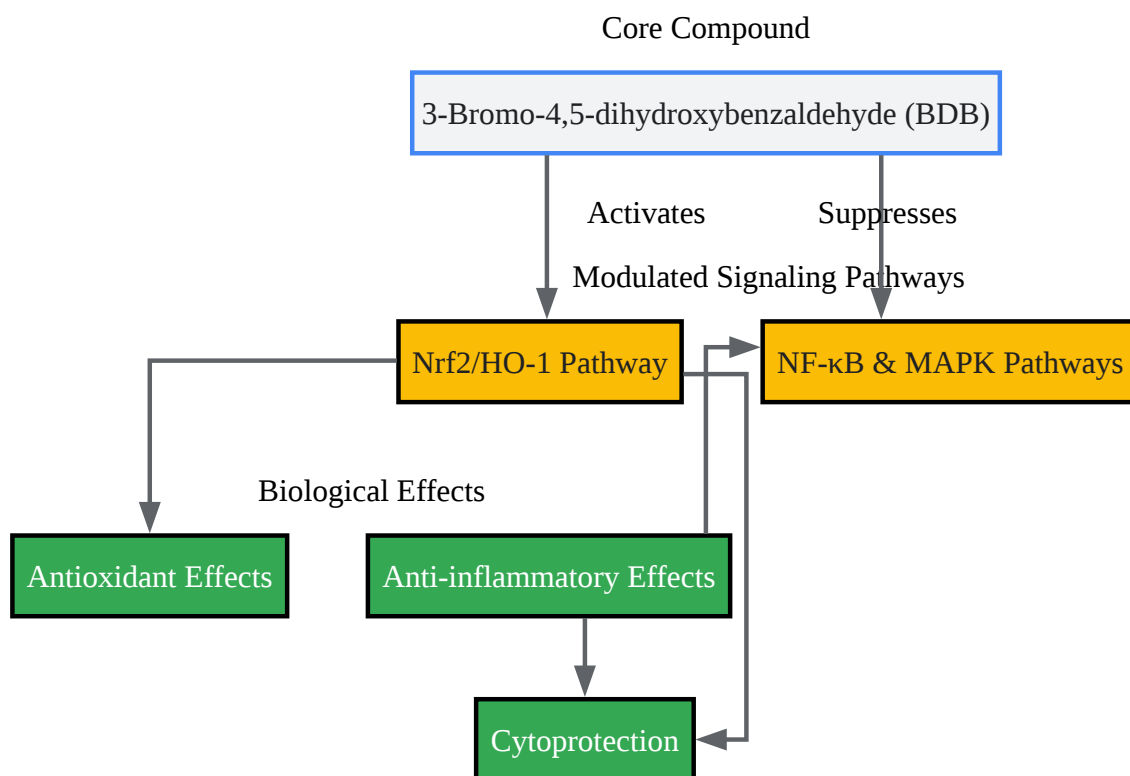 Core Compound
3-Bromo-4,5-dihydroxybenzaldehyde (BDB)
Activates
Suppresses
Modulated Signaling Pathways
Nrf2/HO-1 Pathway
NF-κB & MAPK Pathways
Biological Effects
Antioxidant Effects
Anti-inflammatory Effects
Cytoprotection